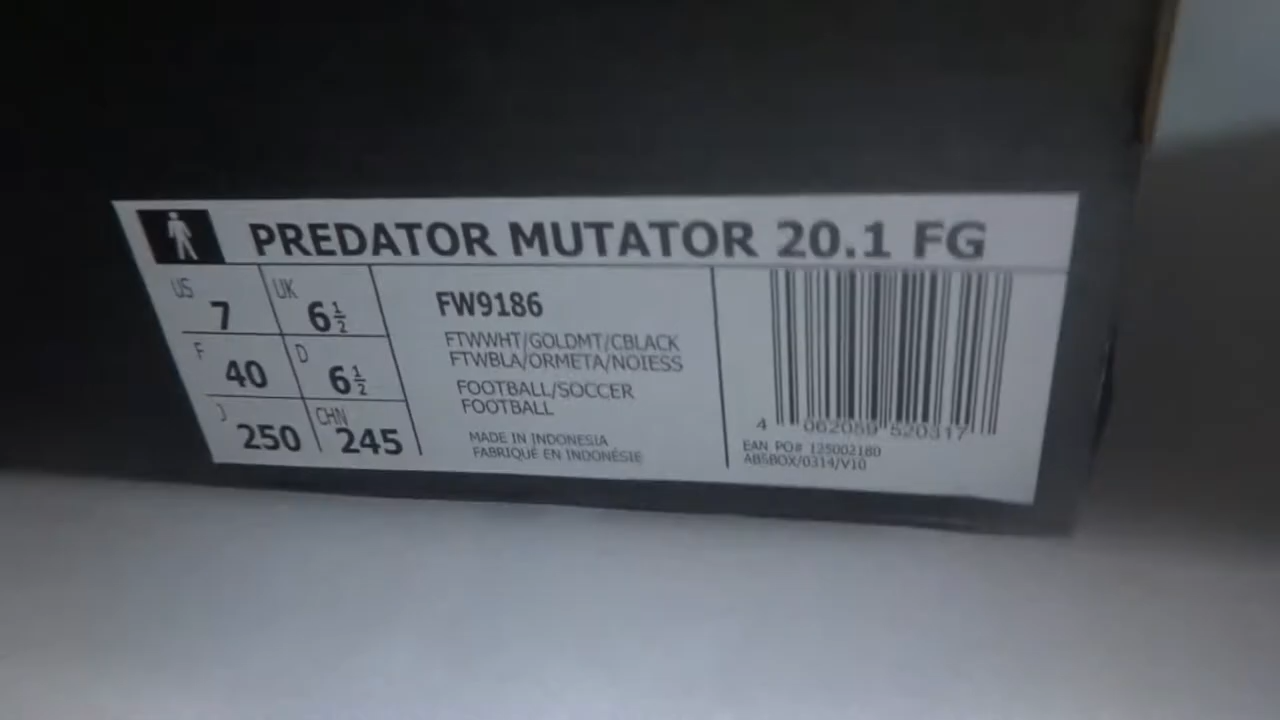 PREDATOR MUTATOR 20.1 FG
US 7 UK 6½
F 40 D 6½
J 250 CHN 245
FW9186
FTWWHT/GOLDMT/CBLACK
FTWBLA/ORMETA/NOIESS
FOOTBALL/SOCCER
FOOTBALL
MADE IN INDONESIA
FABRIQUÉ EN INDONÉSIE
4 062059 520317
EAN PO# 125002180
ABSBOX/0314/V10